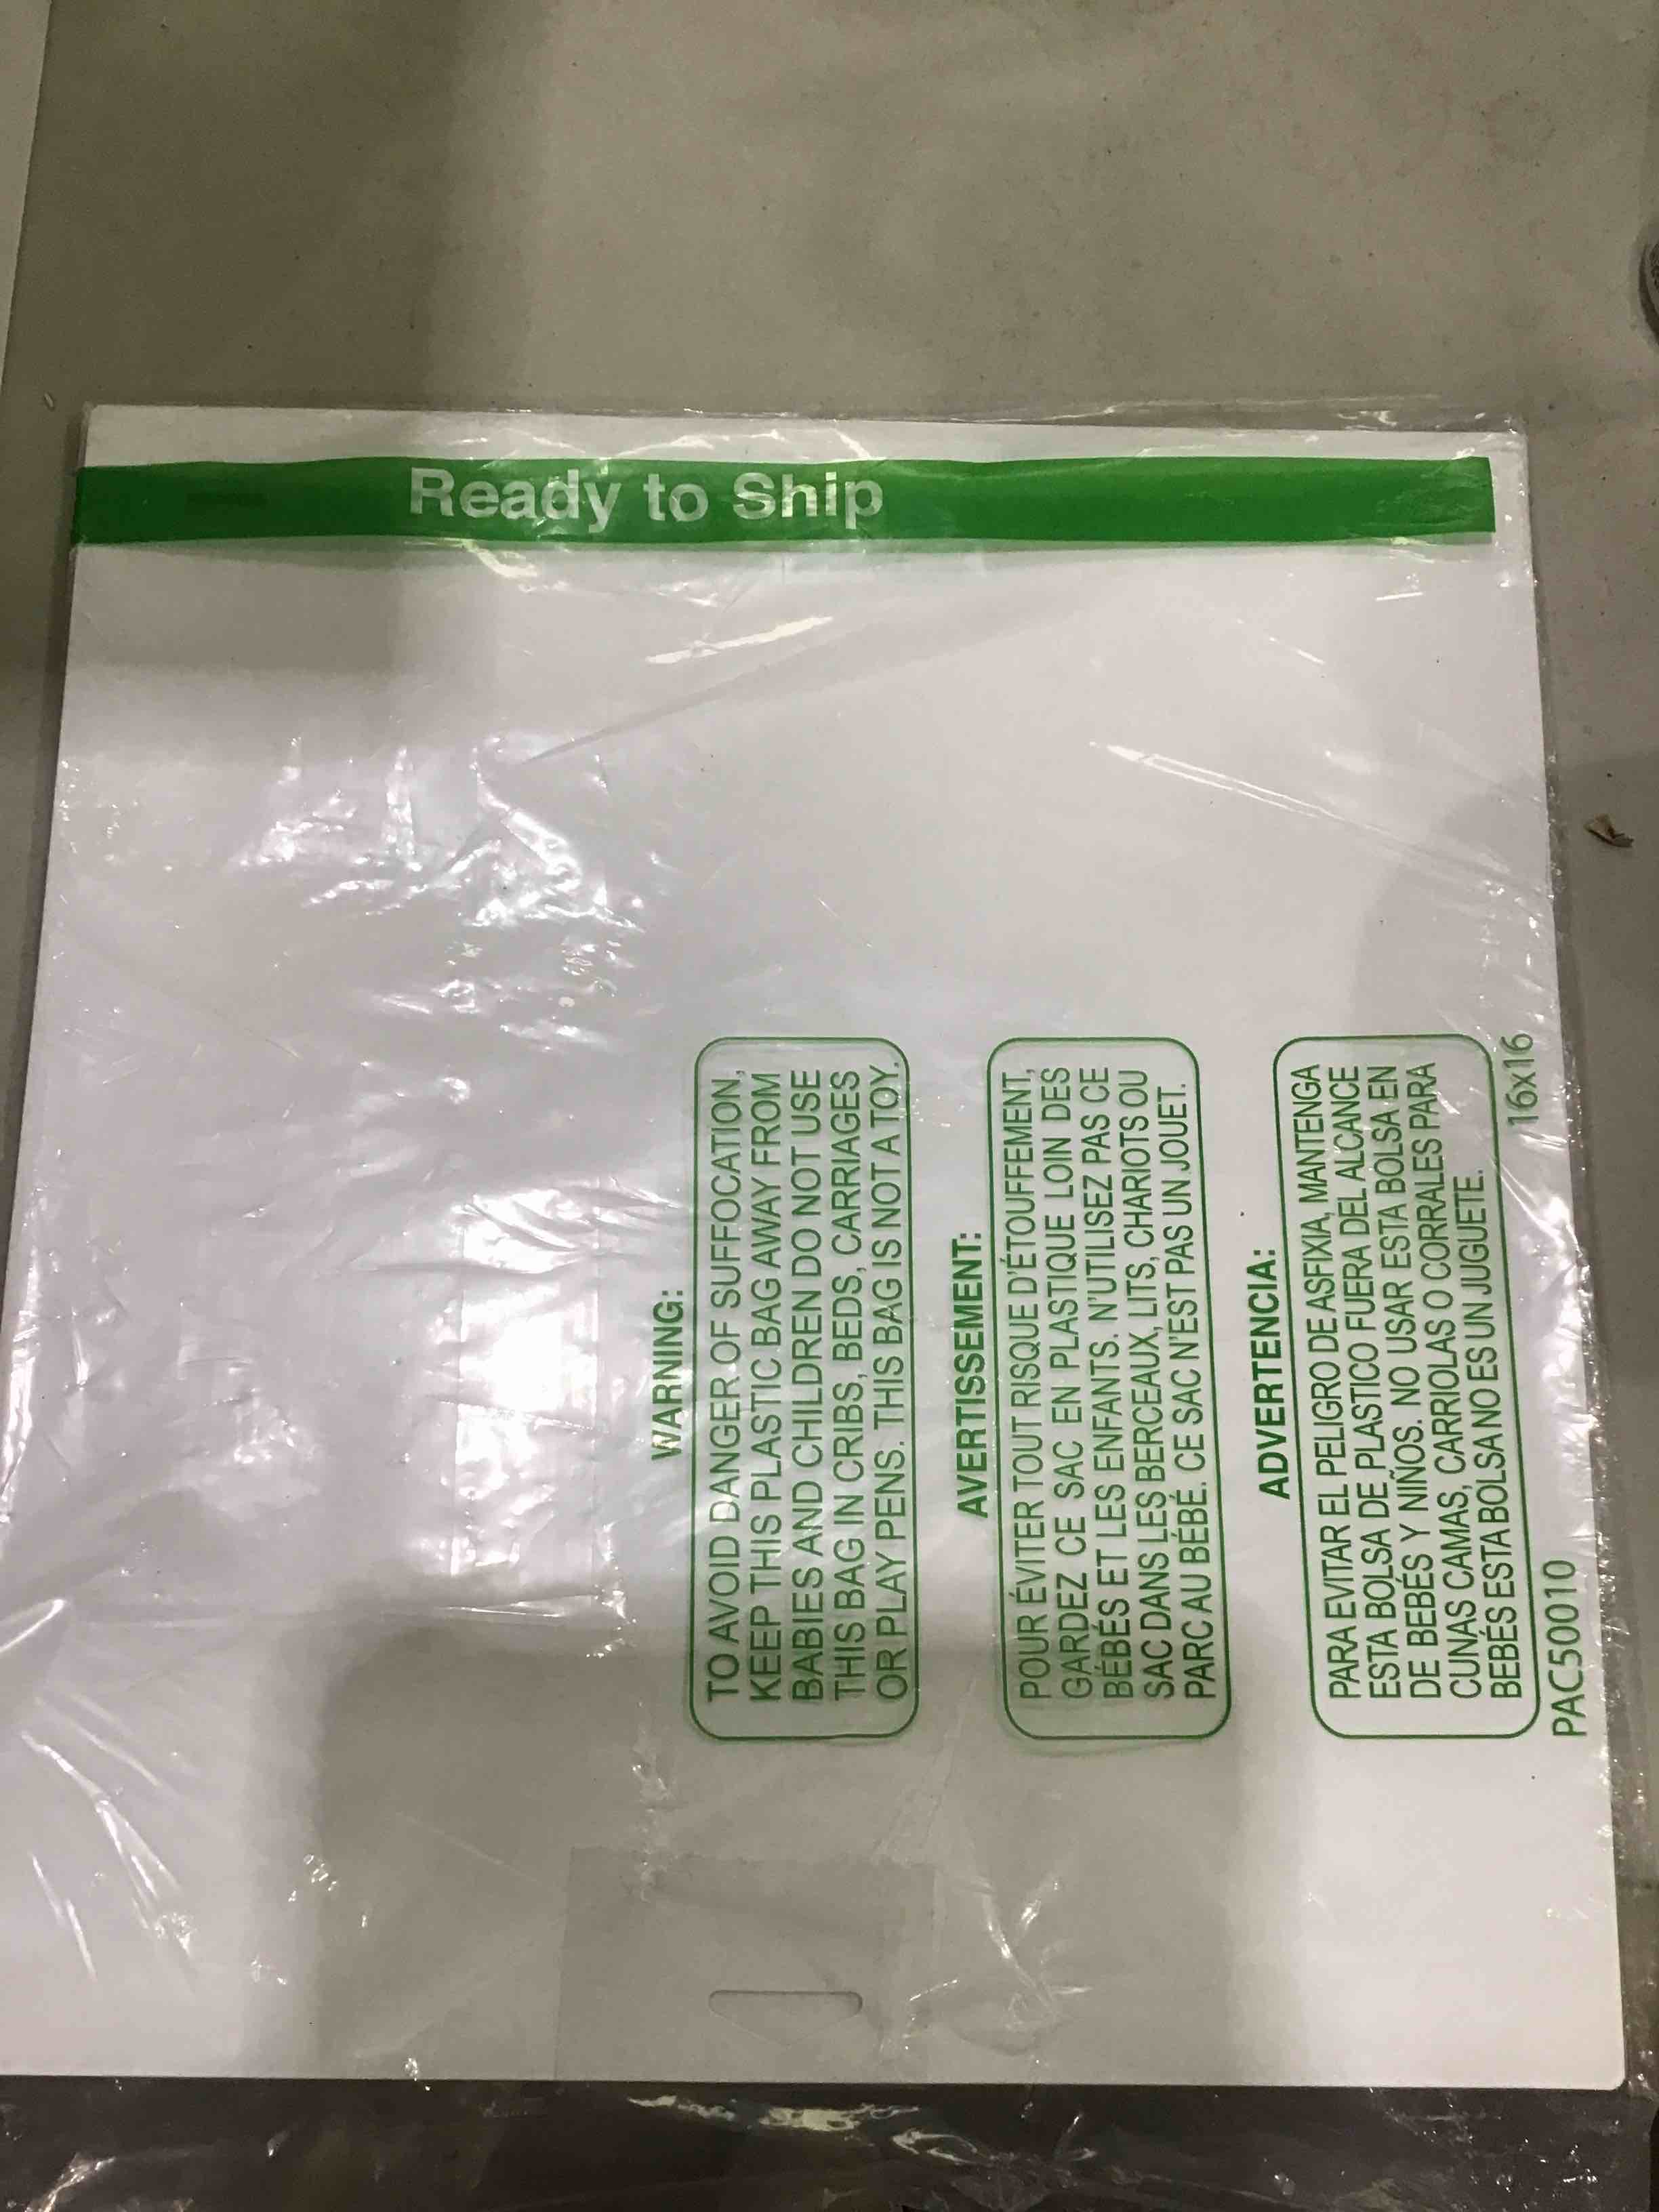 Ready to Ship
WARNING:
TO AVOID DANGER OF SUFFOCATION,
KEEP THIS PLASTIC BAG AWAY FROM
BABIES AND CHILDREN DO NOT USE
THIS BAG IN CRIBS, BEDS, CARRIAGES
OR PLAY PENS. THIS BAG IS NOT A TOY.
AVERTISSEMENT:
POUR ÉVITER TOUT RISQUE D'ÉTOUFFEMENT,
GARDEZ CE SAC EN PLASTIQUE LOIN DES
BÉBÉS ET LES ENFANTS. N'UTILISEZ PAS CE
SAC DANS LES BERCEAUX, LITS, CHARIOTS OU
PARC AU BÉBÉ. CE SAC N'EST PAS UN JOUET.
ADVERTENCIA:
PARA EVITAR EL PELIGRO DE ASFIXIA, MANTENGA
ESTA BOLSA DE PLASTICO FUERA DEL ALCANCE
DE BEBÉS Y NIÑOS. NO USAR ESTA BOLSA EN
CUNAS CAMAS, CARRIOLAS O CORRALES PARA
BEBÉS ESTA BOLSA NO ES UN JUGUETE.
PAC500010
16x16